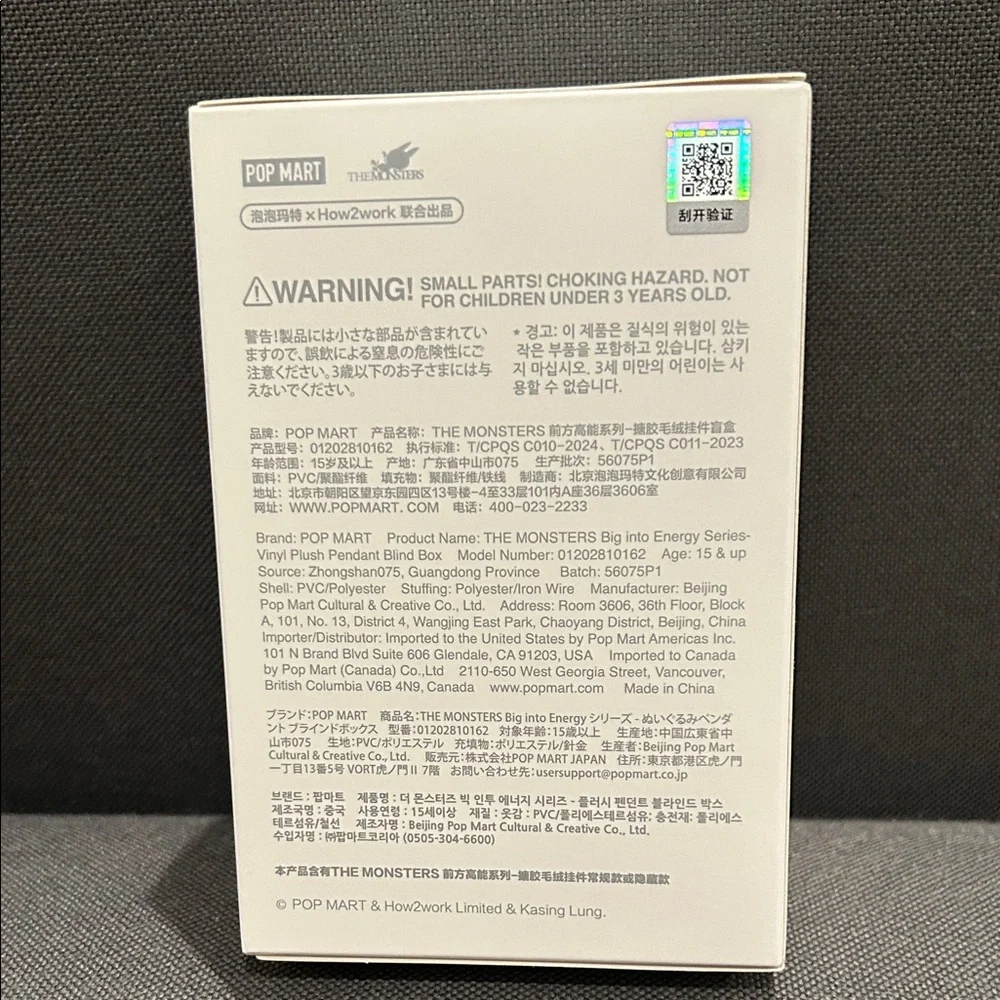 POP MART THE MONSTERS
泡泡玛特 × How2work 联合出品
刮开验证
WARNING! SMALL PARTS! CHOKING HAZARD. NOT
FOR CHILDREN UNDER 3 YEARS OLD.
警告!製品には小さな部品が含まれてい
ますので、誤飲による窒息の危険性にご
注意ください。3歳以下のお子さまには与
えないでください。
* 경고: 이 제품은 질식의 위험이 있는
작은 부품을 포함하고 있습니다. 삼키
지 마십시오. 3세 미만의 어린이는 사
용할 수 없습니다.
品牌: POP MART 产品名称: THE MONSTERS 前方高能系列-搪胶毛绒挂件盲盒
产品型号: 01202810162 执行标准: T/CPQS C010-2024、T/CPQS C011-2023
年龄范围: 15岁及以上 产地: 广东省中山市075 生产批次: 56075P1
面料: PVC/聚酯纤维 填充物: 聚酯纤维/铁线 制造商: 北京泡泡玛特文化创意有限公司
地址: 北京市朝阳区望京东园四区13号楼-4至33层101内A座36层3606室
网址: WWW.POPMART.COM 电话: 400-023-2233
Brand: POP MART Product Name: THE MONSTERS Big into Energy Series-
Vinyl Plush Pendant Blind Box Model Number: 01202810162 Age: 15 & up
Source: Zhongshan075, Guangdong Province Batch: 56075P1
Shell: PVC/Polyester Stuffing: Polyester/Iron Wire Manufacturer: Beijing
Pop Mart Cultural & Creative Co., Ltd. Address: Room 3606, 36th Floor, Block
A, 101, No. 13, District 4, Wangjing East Park, Chaoyang District, Beijing, China
Importer/Distributor: Imported to the United States by Pop Mart Americas Inc.
101 N Brand Blvd Suite 606 Glendale, CA 91203, USA Imported to Canada
by Pop Mart (Canada) Co.,Ltd 2110-650 West Georgia Street, Vancouver,
British Columbia V6B 4N9, Canada www.popmart.com Made in China
ブランド:POP MART 商品名:THE MONSTERS Big into Energy シリーズ - ぬいぐるみペンダ
ント ブラインドボックス 型番:01202810162 対象年齢:15歳以上 生産地:中国広東省中
山市075 生地:PVC/ポリエステル 充填物:ポリエステル/針金 生産者:Beijing Pop Mart
Cultural & Creative Co., Ltd. 販売元:株式会社POP MART JAPAN 住所:東京都港区虎ノ門
一丁目13番5号 VORT虎ノ門Ⅱ 7階 お問い合わせ先:usersupport@popmart.co.jp
브랜드 : 팝마트 제품명 : 더 몬스터즈 빅 인투 에너지 시리즈 - 플러시 펜던트 블라인드 박스
제조국명 : 중국 사용연령 : 15세이상 재질 : 옷감 : PVC/폴리에스테르섬유; 충전재: 폴리에스
테르섬유/철선 제조자명 : Beijing Pop Mart Cultural & Creative Co., Ltd.
수입자명 : ㈜팝마트코리아 (0505-304-6600)
本产品含有THE MONSTERS 前方高能系列-搪胶毛绒挂件常规款或隐藏款
© POP MART & How2work Limited & Kasing Lung.